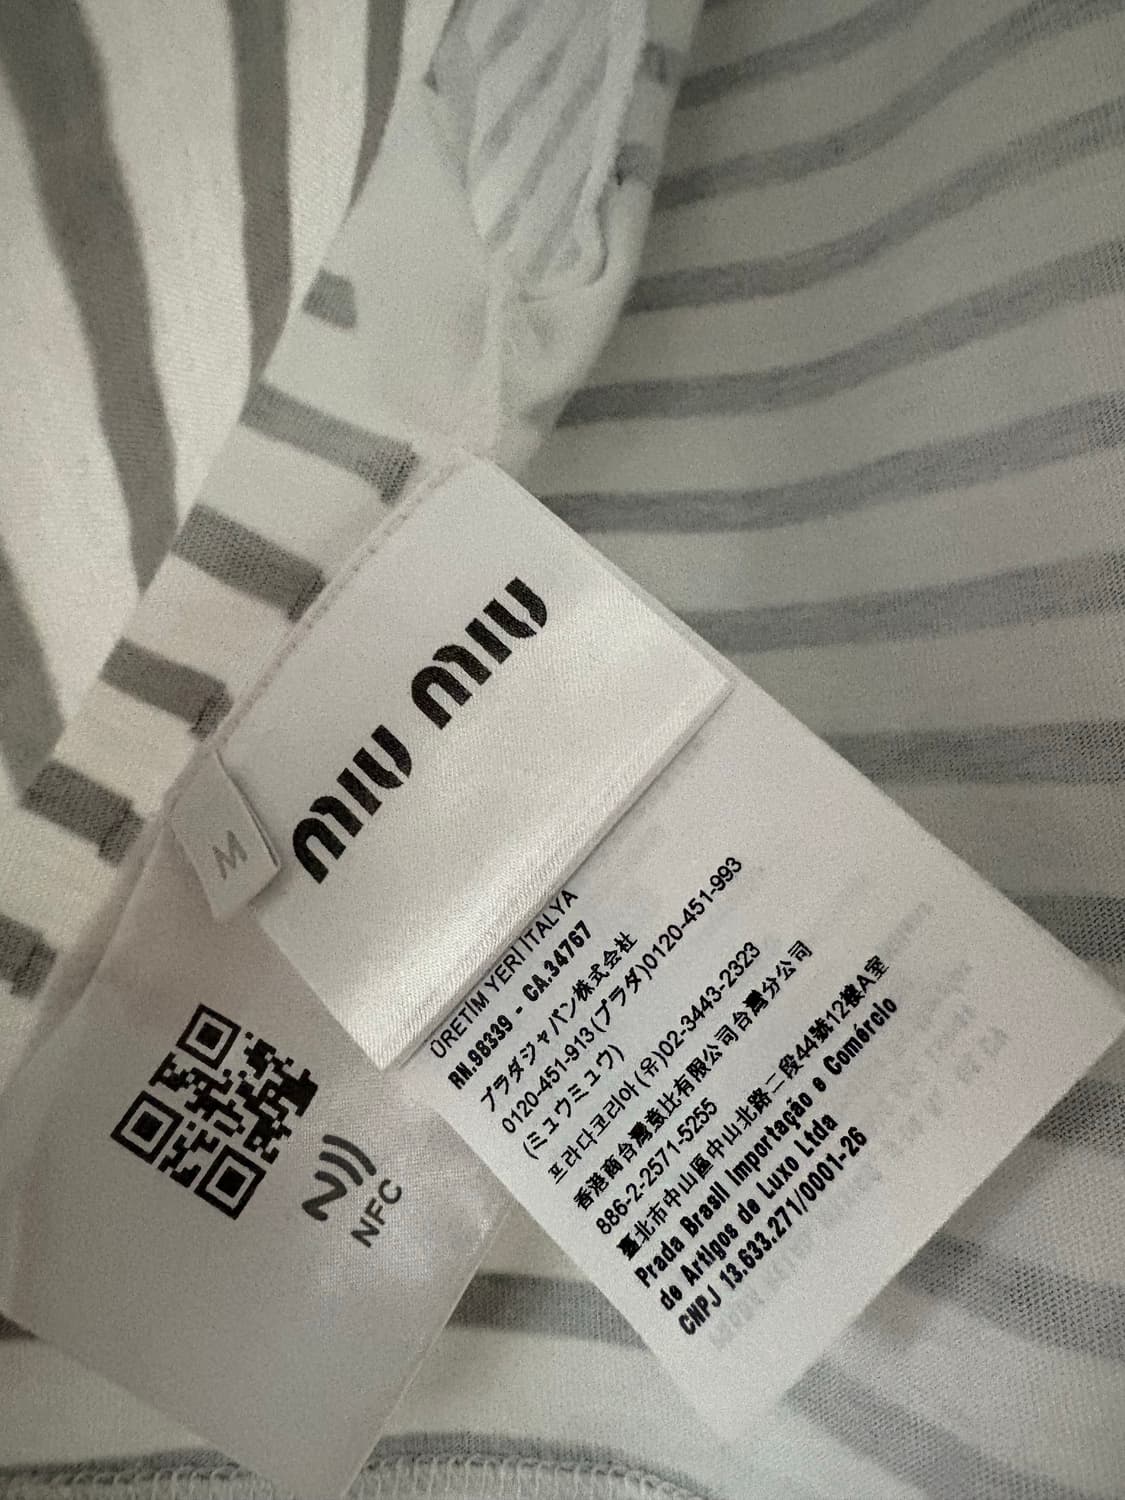 MIU MIU
M
ÜRETİM YERİ İTALYA
RN.98339 - CA.34767
プラダジャパン株式会社
0120-451-913(プラダ)0120-451-993
(ミュウミュウ)
프라다코리아(유)02-3443-2323
香港商台灣意比有限公司台灣分公司
886-2-2571-5255
臺北市中山區中山北路二段44號12樓A室
Prada Brasil Importação e Comércio
de Artigos de Luxo Ltda
CNPJ 13.633.271/0001-26
NFC